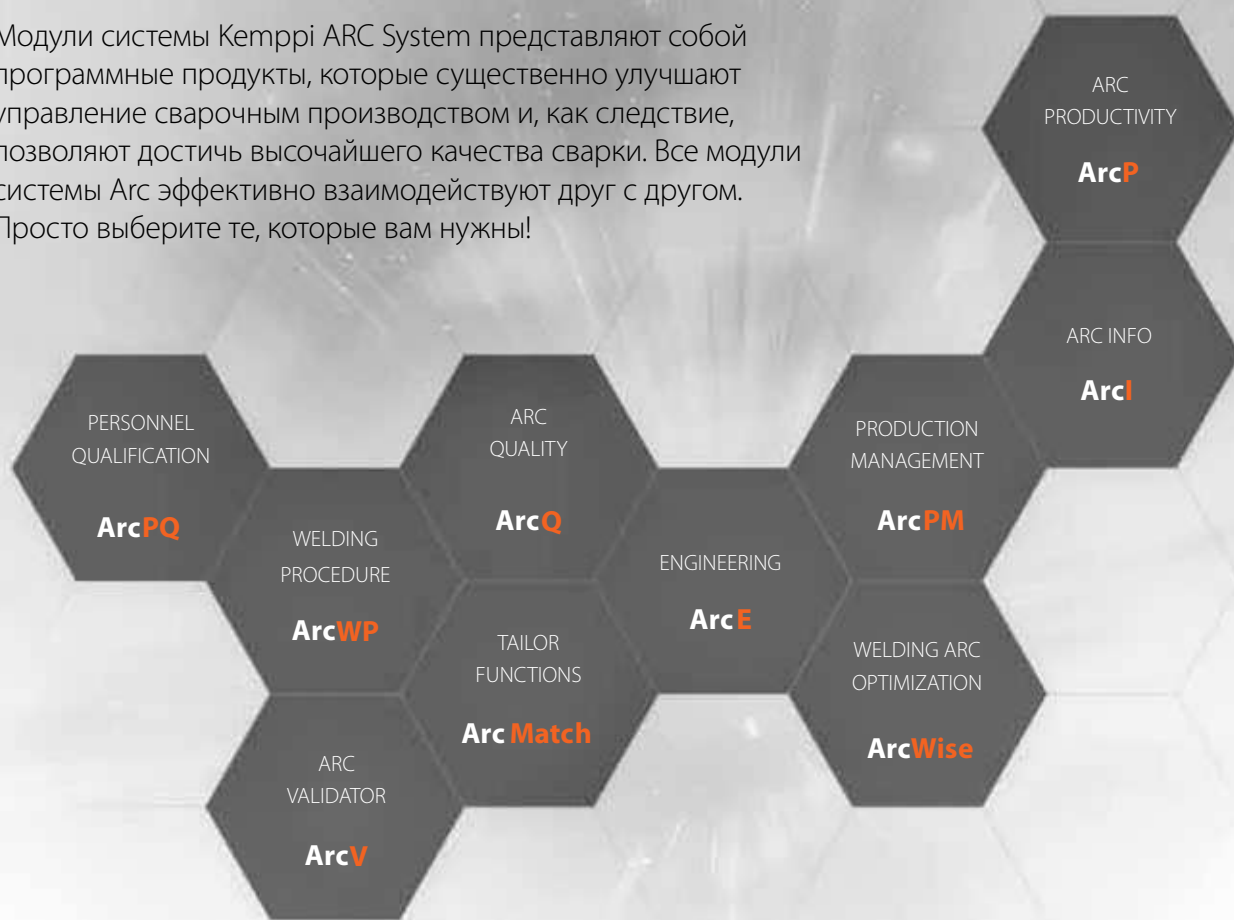 Модули системы Kemppi ARC System представляют собой
программные продукты, которые существенно улучшают
управление сварочным производством и, как следствие,
позволяют достичь высочайшего качества сварки. Все модули
системы Arc эффективно взаимодействуют друг с другом.
Просто выберите те, которые вам нужны!
ARC
PRODUCTIVITY
ArcP
ARC INFO
ArcI
PERSONNEL
QUALIFICATION
ArcPQ
WELDING
PROCEDURE
ArcWP
ARC
QUALITY
ArcQ
ENGINEERING
ArcE
PRODUCTION
MANAGEMENT
ArcPM
TAILOR
FUNCTIONS
Arc Match
WELDING ARC
OPTIMIZATION
ArcWise
ARC
VALIDATOR
ArcV